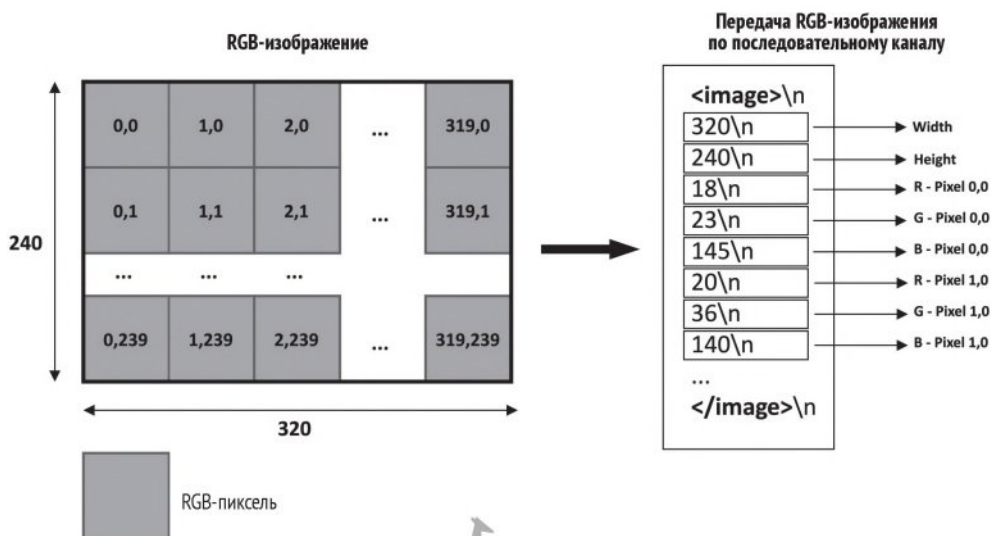 RGB-изображение
0,0 1,0 2,0 ... 319,0
0,1 1,1 2,1 ... 319,1
... ... ...
0,239 1,239 2,239 ... 319,239
240
320
RGB-пиксель
Передача RGB-изображения
по последовательному каналу
<image>\n
320\n Width
240\n Height
18\n R - Pixel 0,0
23\n G - Pixel 0,0
145\n B - Pixel 0,0
20\n R - Pixel 1,0
36\n G - Pixel 1,0
140\n B - Pixel 1,0
...
</image>\n